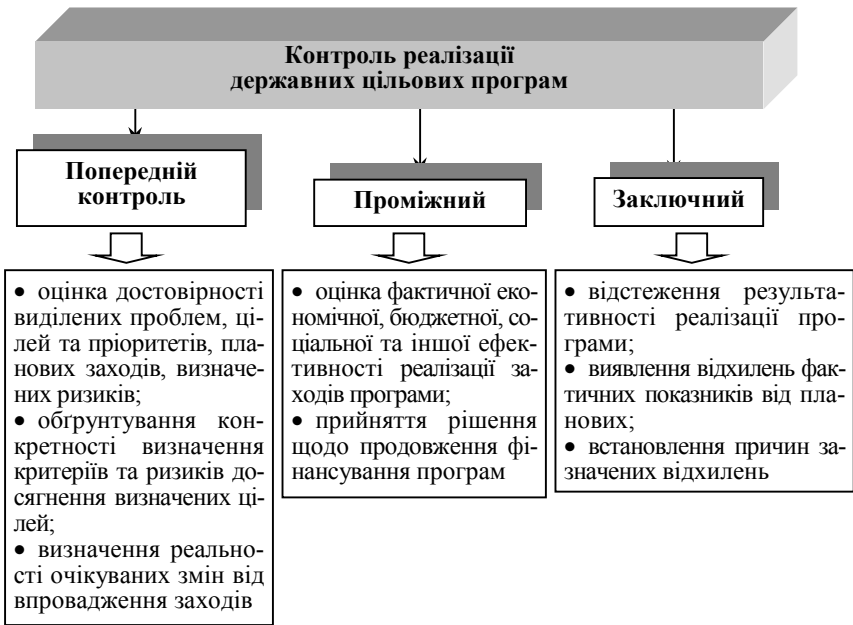 Контроль реалізації
державних цільових програм
Попередній
контроль
Проміжний
Заключний
• оцінка достовірності
виділених проблем, ці-
лей та пріоритетів, пла-
нових заходів, визначе-
них ризиків;
• обґрунтування кон-
кретності визначення
критеріїв та ризиків до-
сягнення визначених ці-
лей;
• визначення реально-
сті очікуваних змін від
впровадження заходів
• оцінка фактичної еко-
номічної, бюджетної, со-
ціальної та іншої ефек-
тивності реалізації за-
ходів програми;
• прийняття рішення
щодо продовження фі-
нансування програм
• відстеження результа-
тивності реалізації про-
грами;
• виявлення відхилень фак-
тичних показників від пла-
нових;
• встановлення причин за-
значених відхилень